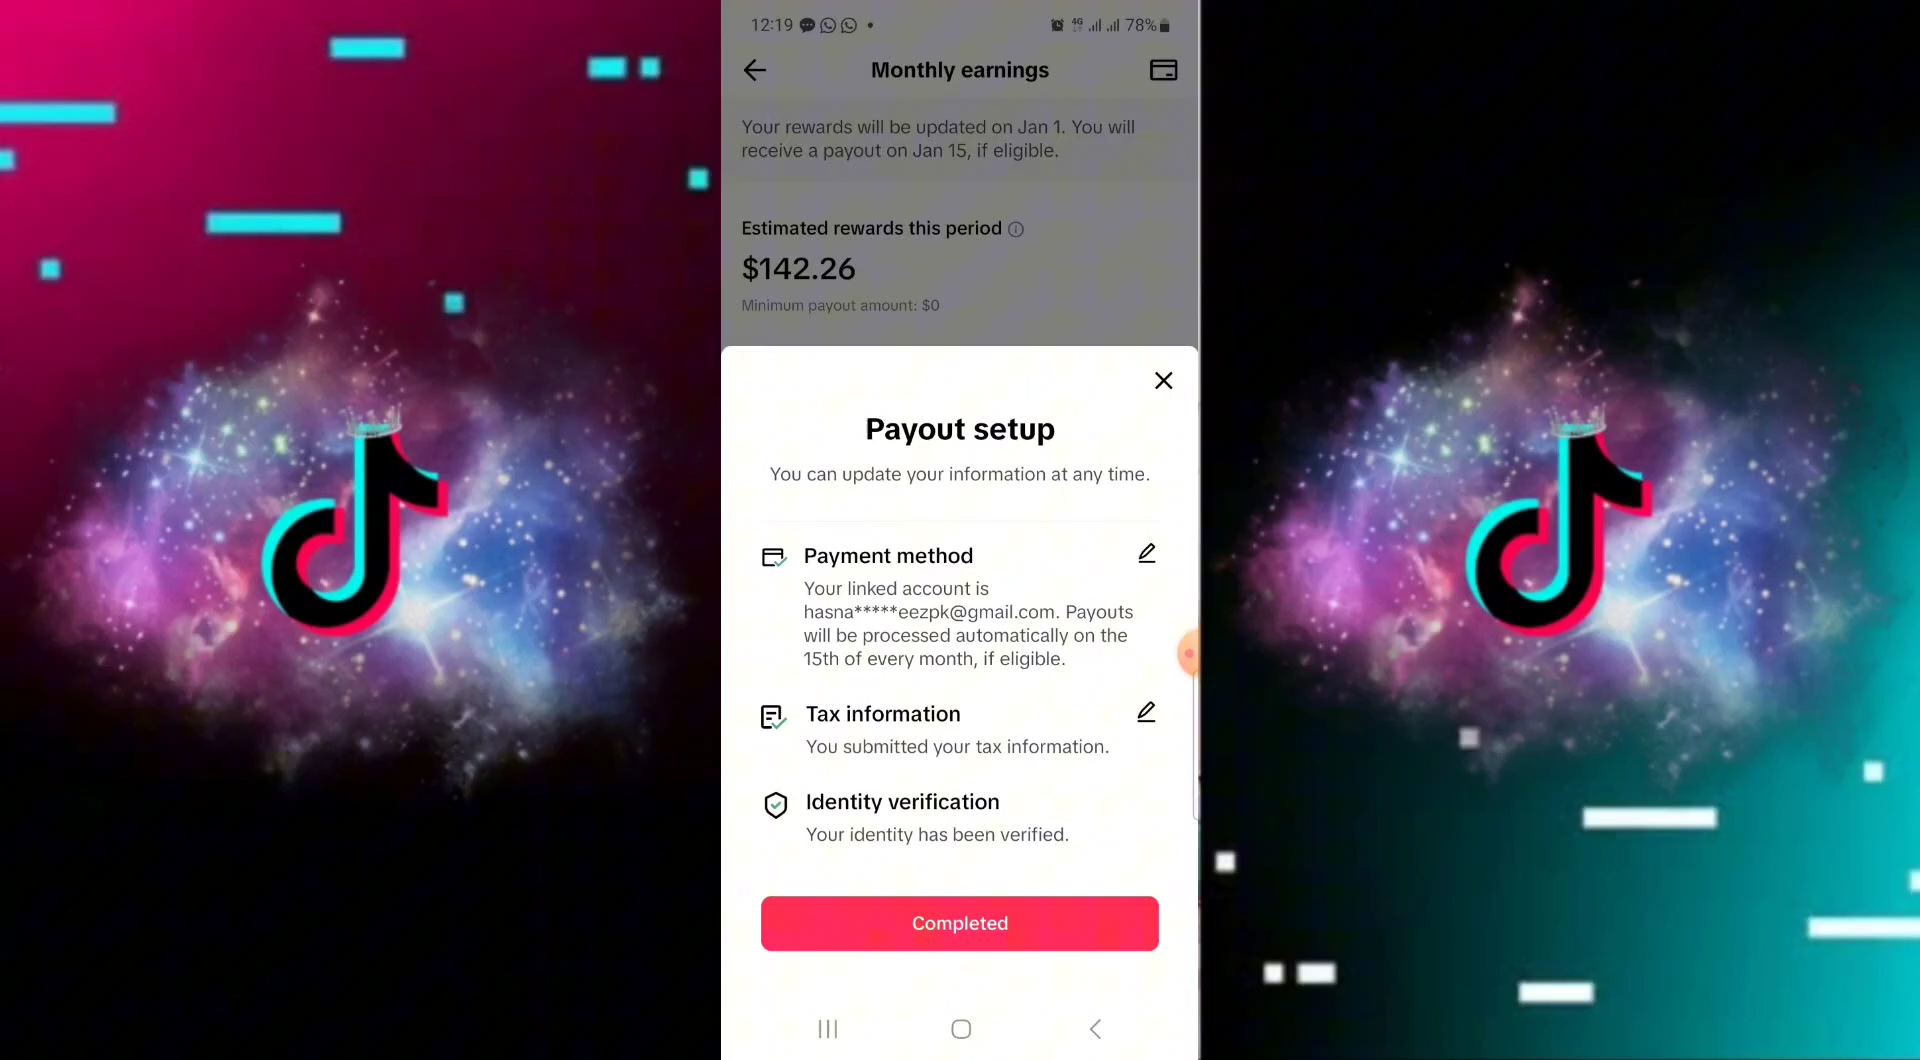 12:19
4G
78%
Monthly earnings
Your rewards will be updated on Jan 1. You will
receive a payout on Jan 15, if eligible.
Estimated rewards this period
$142.26
Minimum payout amount: $0
Payout setup
You can update your information at any time.
Payment method
Your linked account is
hasna*****eezpk@gmail.com. Payouts
will be processed automatically on the
15th of every month, if eligible.
Tax information
You submitted your tax information.
Identity verification
Your identity has been verified.
Completed